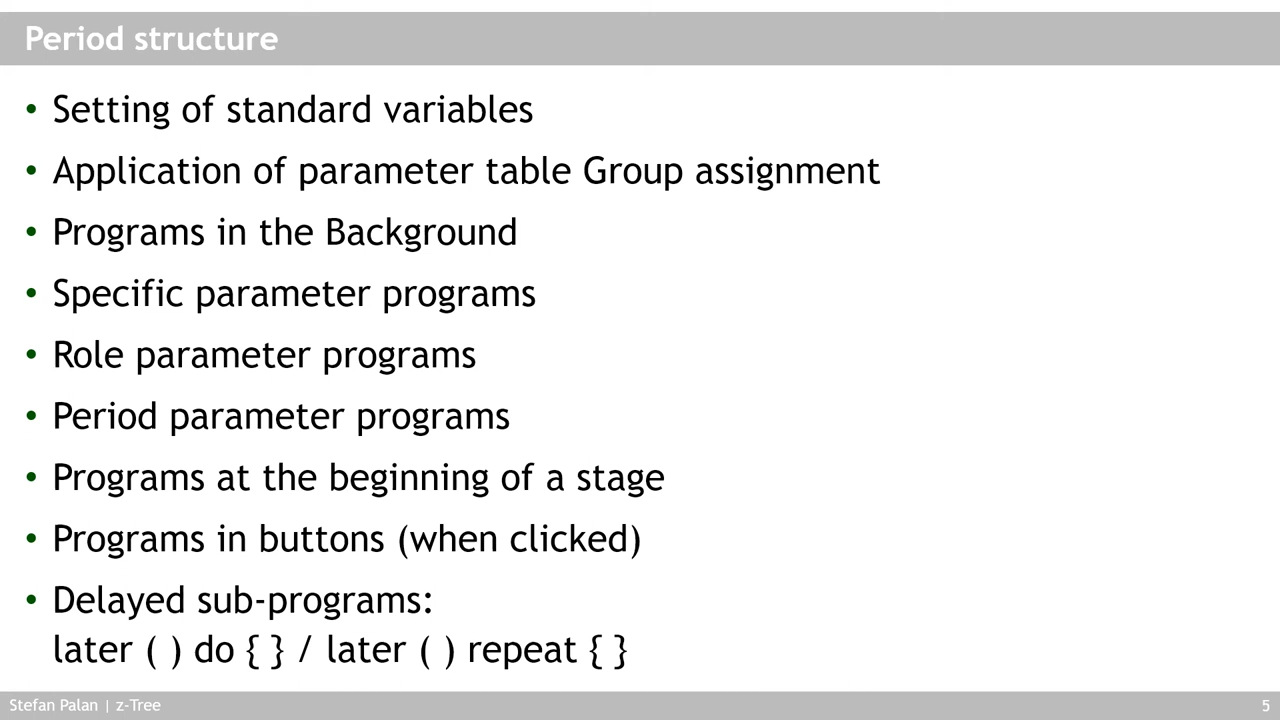 Period structure
• Setting of standard variables
• Application of parameter table Group assignment
• Programs in the Background
• Specific parameter programs
• Role parameter programs
• Period parameter programs
• Programs at the beginning of a stage
• Programs in buttons (when clicked)
• Delayed sub-programs:
later ( ) do { } / later ( ) repeat { }
Stefan Palan | z-Tree 5